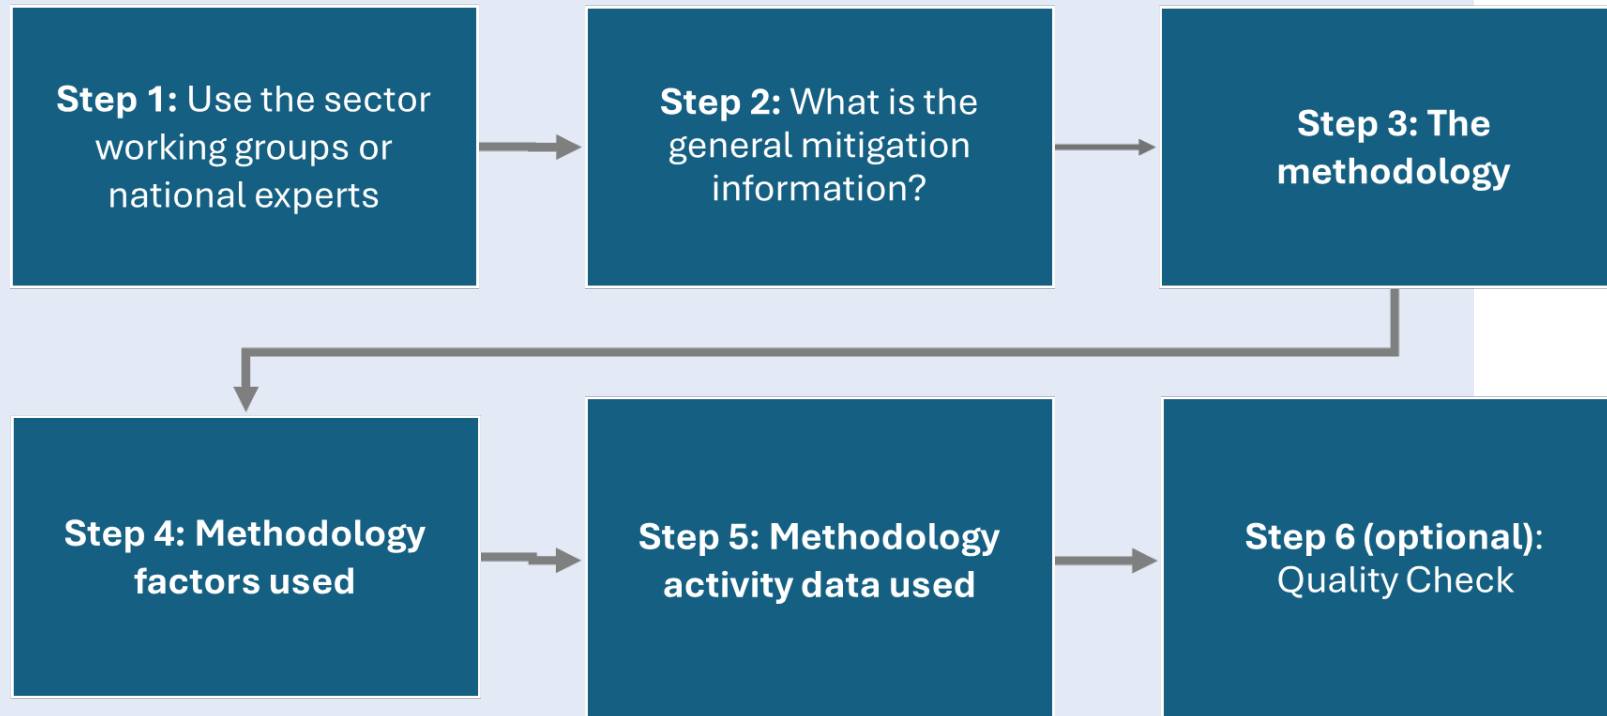 Step 1: Use the sector
working groups or
national experts
Step 2: What is the
general mitigation
information?
Step 3: The
methodology
Step 4: Methodology
factors used
Step 5: Methodology
activity data used
Step 6 (optional):
Quality Check